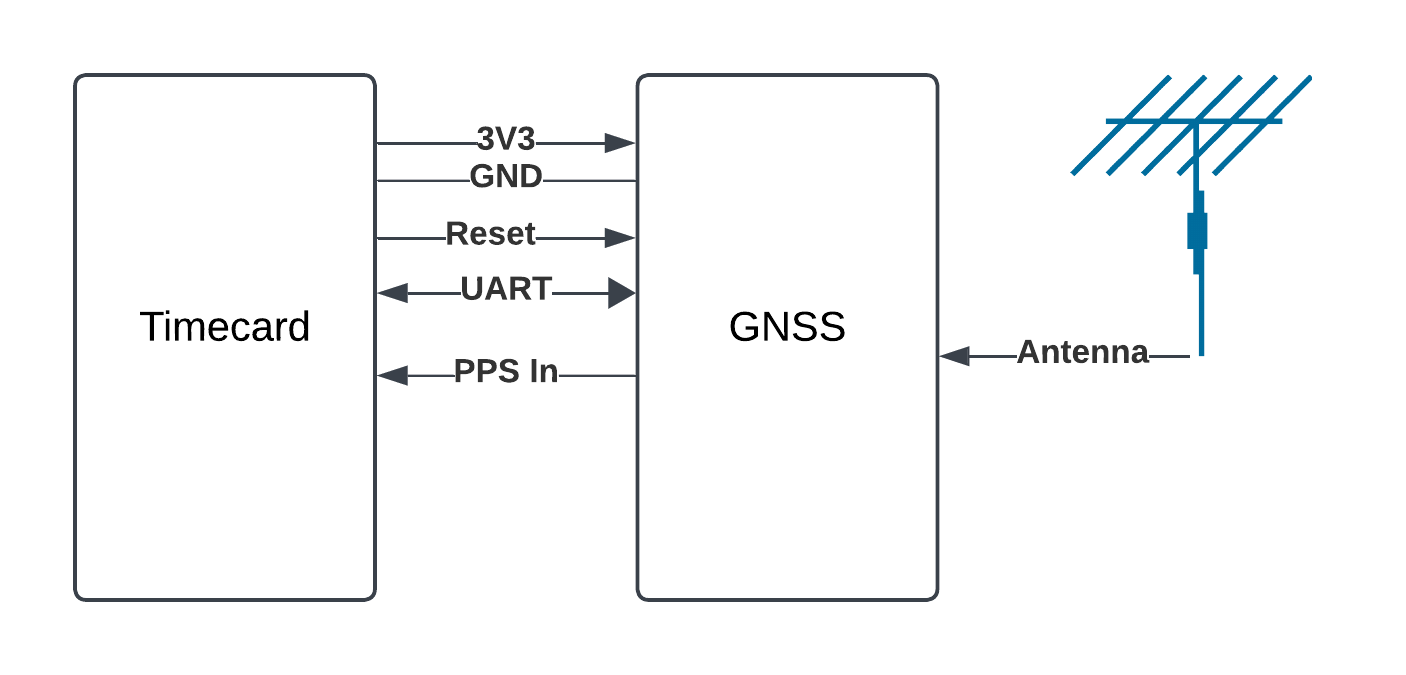 3V3
GND
Reset
UART
Timecard
GNSS
Antenna
PPS In